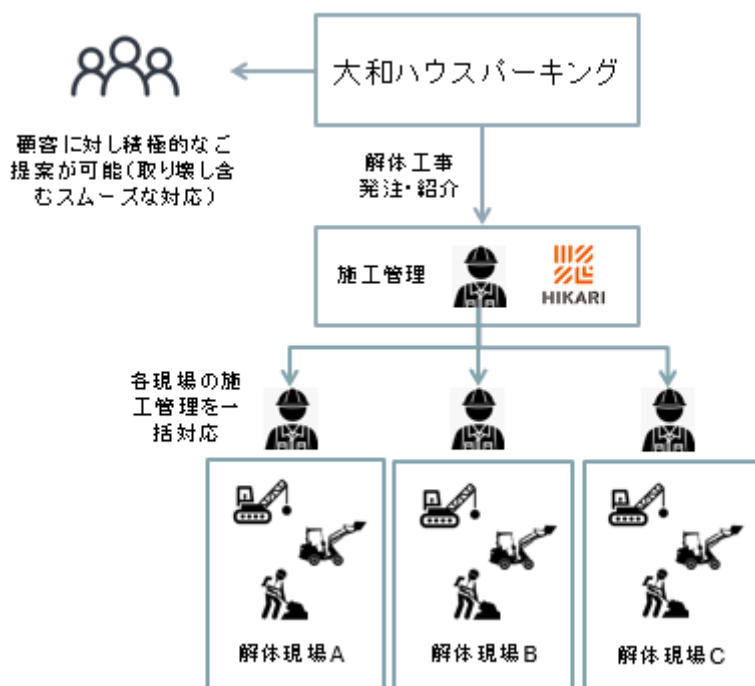 大和ハウスパーキング
顧客に対し積極的なご
提案が可能（取り壊し含
むスムーズな対応）
解体工事
発注・紹介
施工管理
HIKARI
各現場の施
工管理を一
括対応
解体現場A
解体現場B
解体現場C